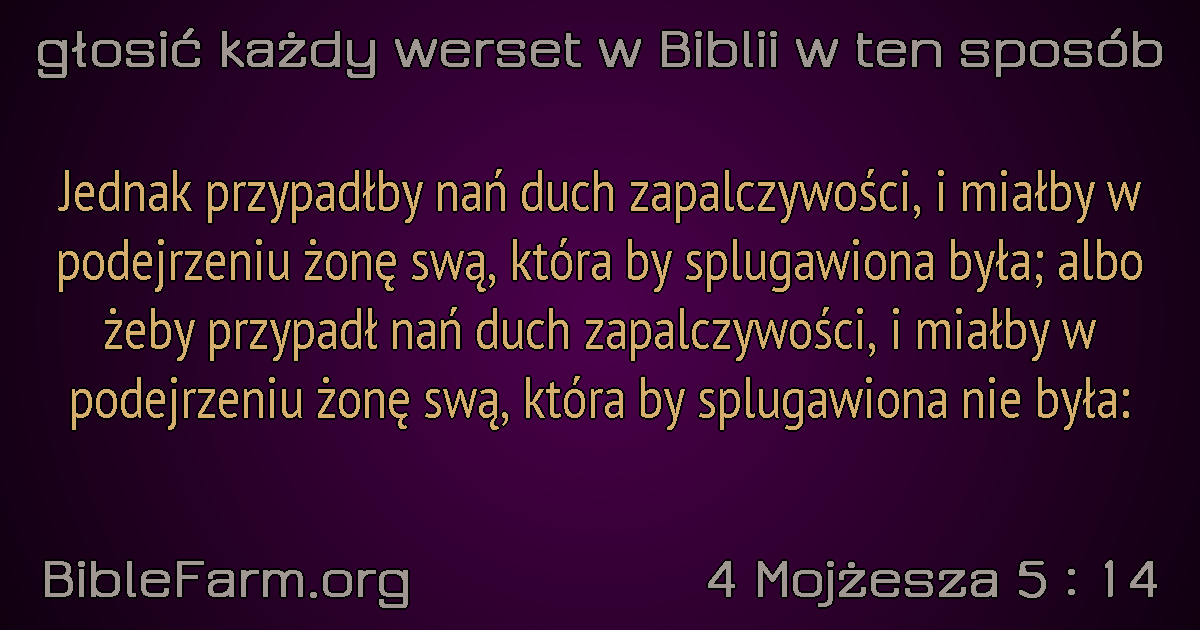 głosić każdy werset w Biblii w ten sposób
Jednak przypadłby nań duch zapalczywości, i miałby w
podejrzeniu żonę swą, która by splugawiona była; albo
żeby przypadł nań duch zapalczywości, i miałby w
podejrzeniu żonę swą, która by splugawiona nie była:
BibleFarm.org
4 Mojżesza 5 : 14